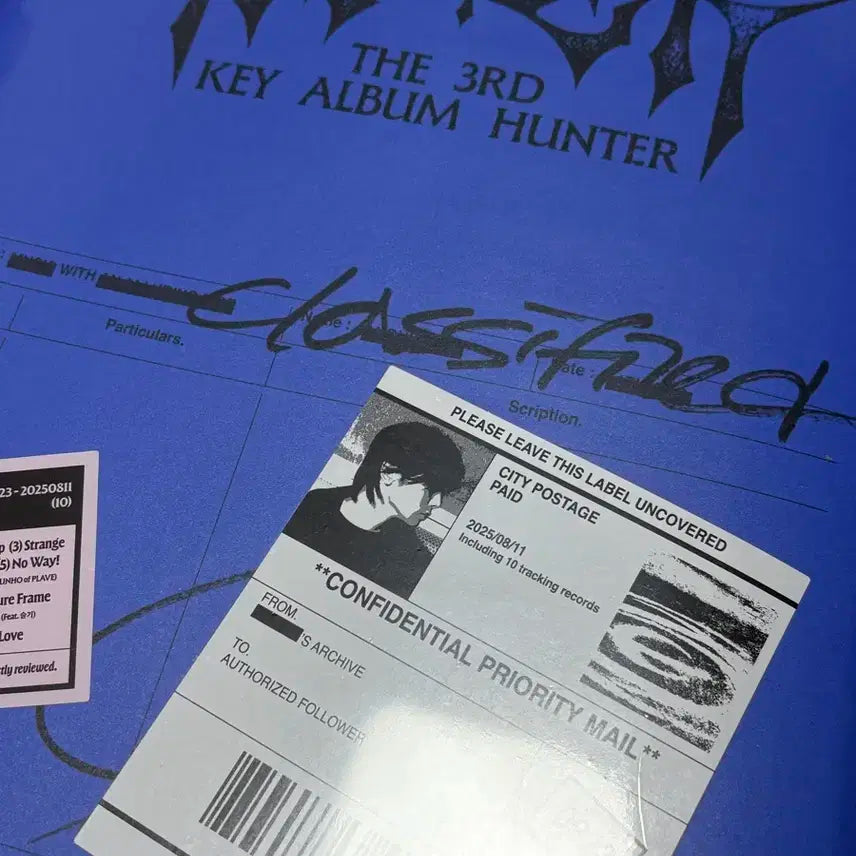 THE 3RD
KEY ALBUM HUNTER
WITH
Particulars.
Classified
Date :
Scription.
23-20250811
(10)
(3) Strange
5) No Way!
UNHO of PLAVE)
ure Frame
(Feat. 슬기)
Love
ctly reviewed.
PLEASE LEAVE THIS LABEL UNCOVERED
CITY POSTAGE
PAID
2025/08/11
Including 10 tracking records
**CONFIDENTIAL PRIORITY MAIL**
FROM.
'S ARCHIVE
TO.
AUTHORIZED FOLLOWER